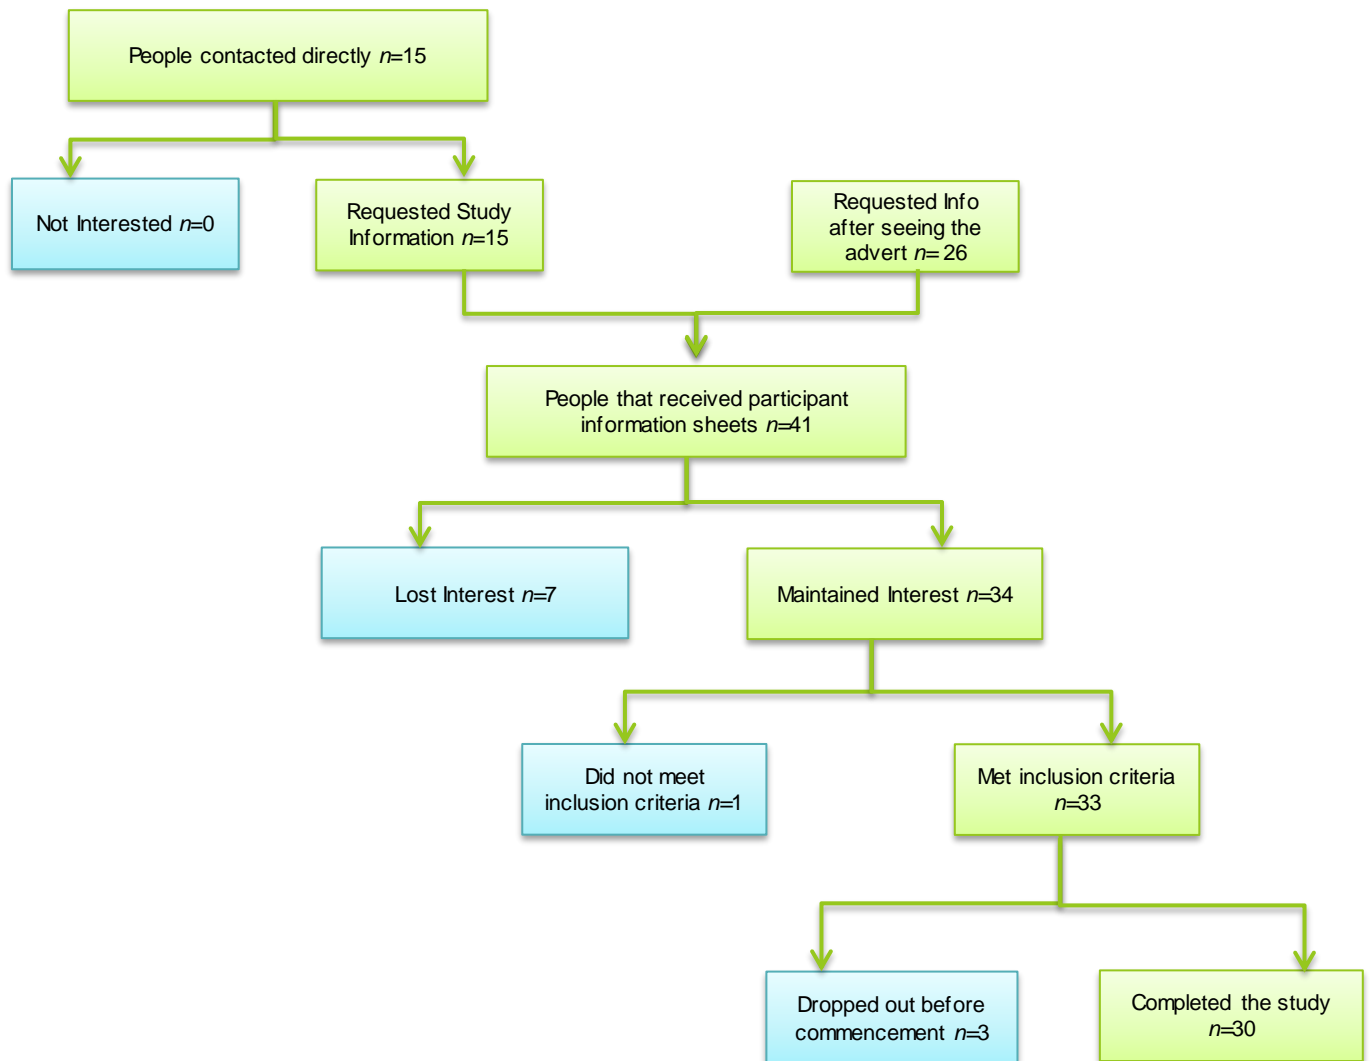 People contacted directly n=15
Not Interested n=0
Requested Study
Information n=15
Requested Info
after seeing the
advert n= 26
People that received participant
information sheets n=41
Lost Interest n=7
Maintained Interest n=34
Did not meet
inclusion criteria n=1
Met inclusion criteria
n=33
Dropped out before
commencement n=3
Completed the study
n=30